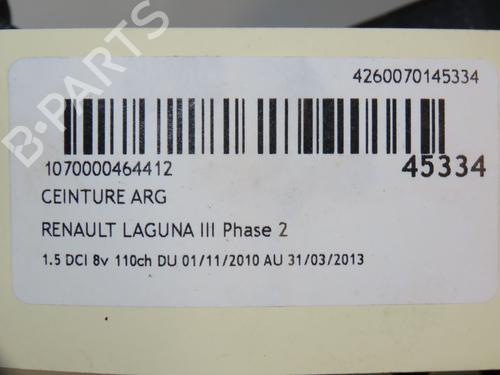 B-PARTS
4260070145334
1070000464412
45334
CEINTURE ARG
RENAULT LAGUNA III Phase 2
1.5 DCI 8v 110ch DU 01/11/2010 AU 31/03/2013